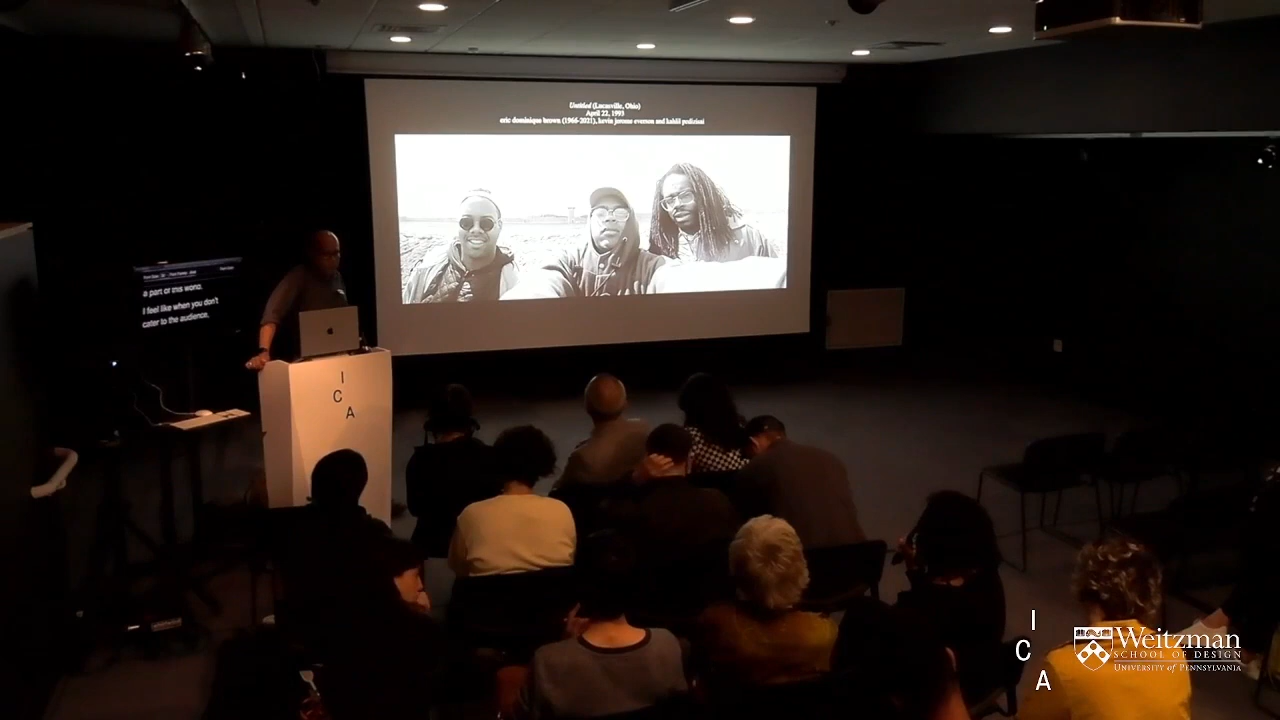 Untitled (Lucasville, Ohio)
April 22, 1993
eric dominique brown (1966-2021), kevin jerome everson and kahlil pedizisai
a part of this world.
I feel like when you don't
cater to the audience,
I
C
A
I
C
A
Weitzman
SCHOOL OF DESIGN
UNIVERSITY of PENNSYLVANIA